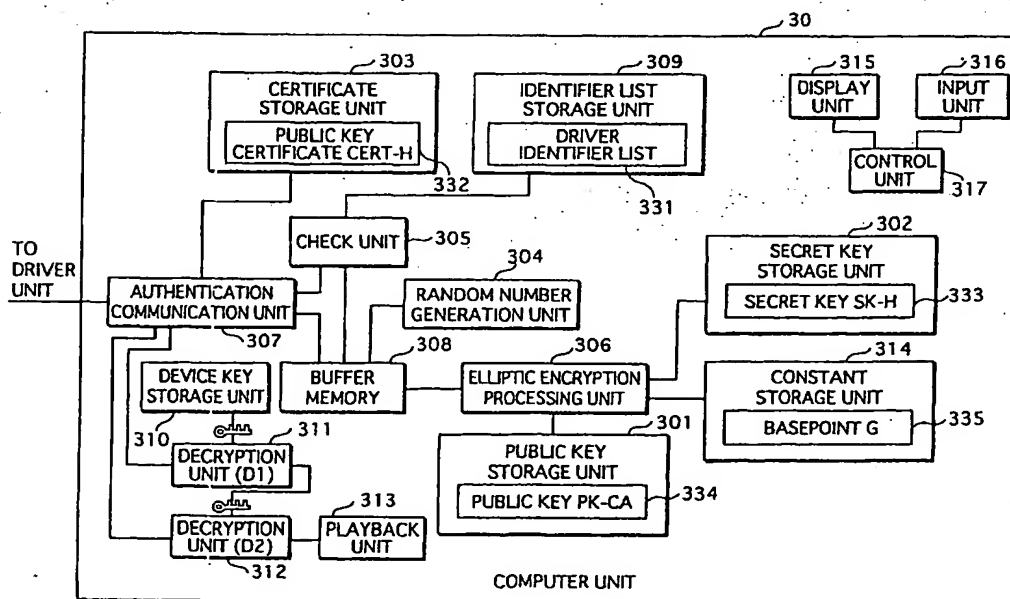 30
303
CERTIFICATE
STORAGE UNIT
PUBLIC KEY
CERTIFICATE CERT-H
332
309
IDENTIFIER LIST
STORAGE UNIT
DRIVER
IDENTIFIER LIST
331
315
DISPLAY
UNIT
316
INPUT
UNIT
CONTROL
UNIT
317
CHECK UNIT
305
TO
DRIVER
UNIT
AUTHENTICATION
COMMUNICATION UNIT
307
304
RANDOM NUMBER
GENERATION UNIT
302
SECRET KEY
STORAGE UNIT
SECRET KEY SK-H
333
308
BUFFER
MEMORY
306
ELLIPTIC ENCRYPTION
PROCESSING UNIT
314
CONSTANT
STORAGE UNIT
BASEPOINT G
335
DEVICE KEY
STORAGE UNIT
310
311
DECRYPTION
UNIT (D1)
301
PUBLIC KEY
STORAGE UNIT
PUBLIC KEY PK-CA
334
DECRYPTION
UNIT (D2)
312
313
PLAYBACK
UNIT
COMPUTER UNIT